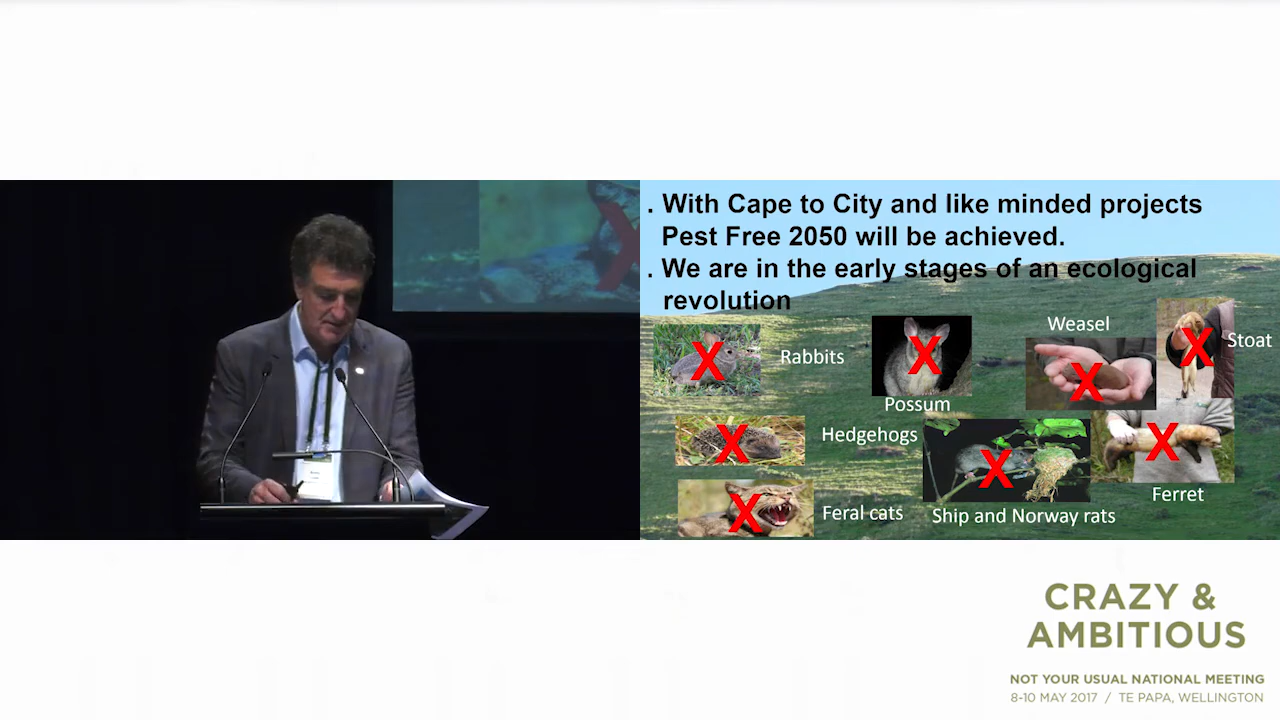 . With Cape to City and like minded projects
Pest Free 2050 will be achieved.
. We are in the early stages of an ecological
revolution
Weasel
Stoat
Rabbits
Possum
Hedgehogs
Ferret
Feral cats
Ship and Norway rats
X
X
X
X
X
X
X
X
CRAZY &
AMBITIOUS
NOT YOUR USUAL NATIONAL MEETING
8-10 MAY 2017 / TE PAPA, WELLINGTON